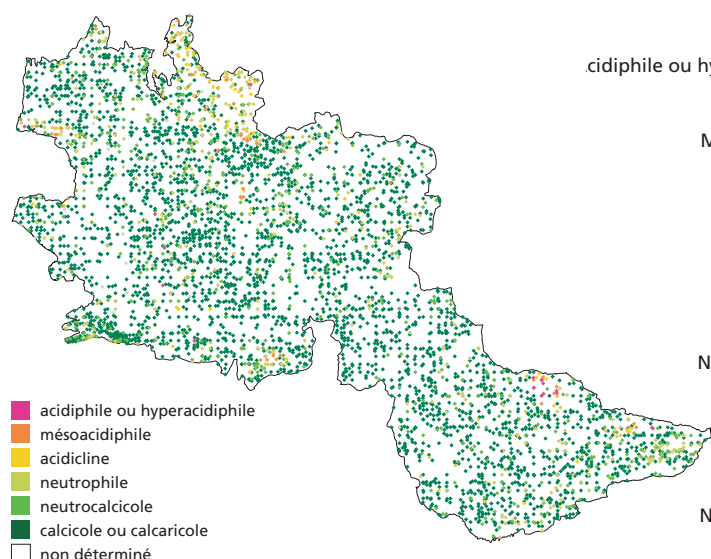 .cidiphile ou hy
M
N
acidiphile ou hyperacidiphile
mésoacidiphile
acidicline
neutrophile
neutrocalcicole
calcicole ou calcaricole
N
non déterminé